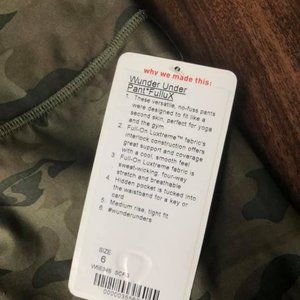 why we made this:
Wunder Under
Pant*FulluX
1. These versatile, no-fuss pants
were designed to fit like a
second skin, perfect for yoga
and the gym
2. Full-On Luxtreme™ fabric's
interlock construction offers
great support and coverage
with a cool, smooth feel
3. Full-On Luxtreme fabric is
sweat-wicking, four-way
stretch and breathable
4. Hidden pocket is tucked into
the waistband for a key or
card
5. Medium rise, tight fit
6. #wunderunders
SIZE
6